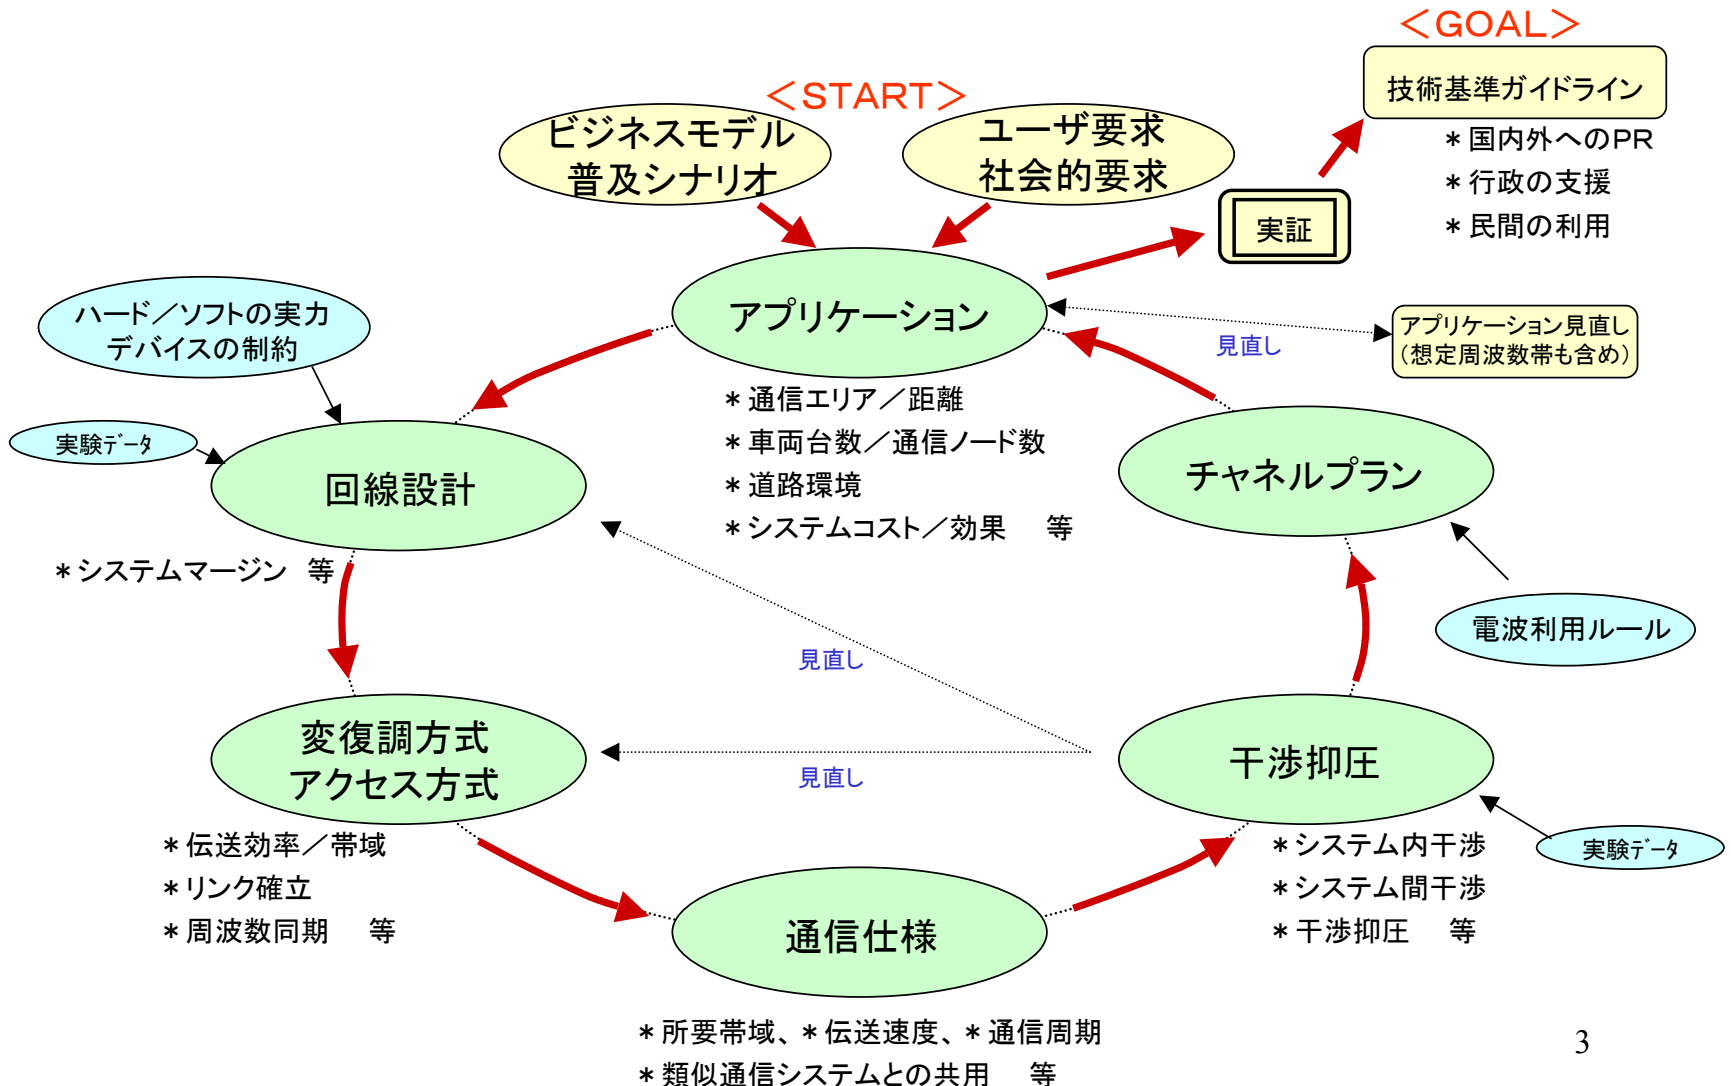 ＜GOAL＞
技術基準ガイドライン
＊国内外へのPR
＊行政の支援
＊民間の利用
＜START＞
ビジネスモデル
普及シナリオ
ユーザ要求
社会的要求
実証
アプリケーション
見直し
アプリケーション見直し
（想定周波数帯も含め）
＊通信エリア／距離
＊車両台数／通信ノード数
＊道路環境
＊システムコスト／効果　等
ハード／ソフトの実力
デバイスの制約
実験ﾃﾞｰﾀ
回線設計
＊システムマージン　等
チャネルプラン
電波利用ルール
見直し
見直し
変復調方式
アクセス方式
＊伝送効率／帯域
＊リンク確立
＊周波数同期　等
干渉抑圧
実験ﾃﾞｰﾀ
＊システム内干渉
＊システム間干渉
＊干渉抑圧　等
通信仕様
＊所要帯域、＊伝送速度、＊通信周期
＊類似通信システムとの共用　等
3